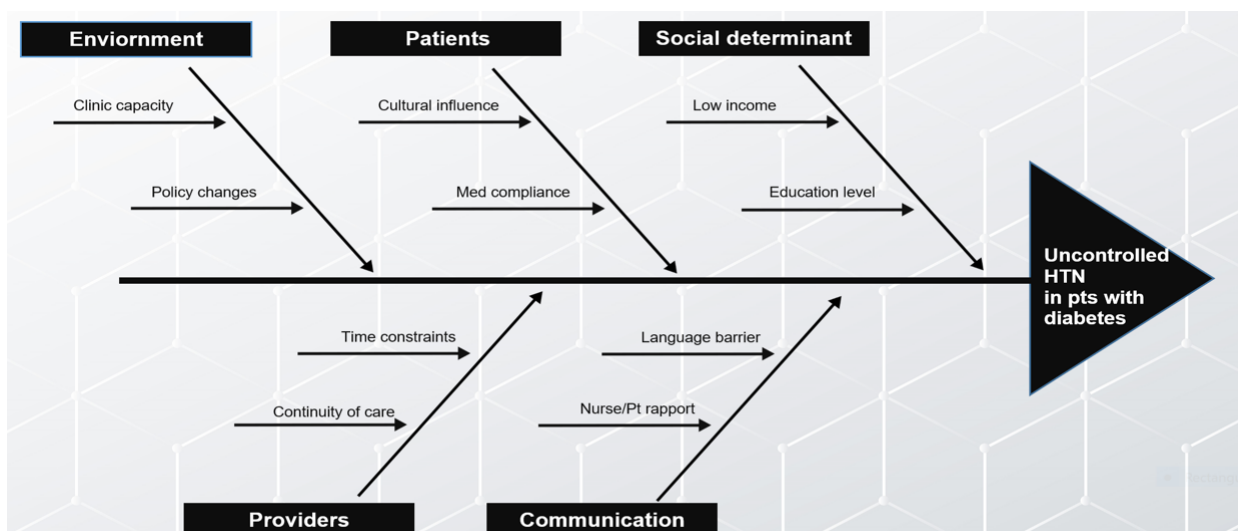 Enviornment
Patients
Social determinant
Clinic capacity
Cultural influence
Low income
Policy changes
Med compliance
Education level
Uncontrolled
HTN
in pts with
diabetes
Time constraints
Language barrier
Continuity of care
Nurse/Pt rapport
Providers
Communication